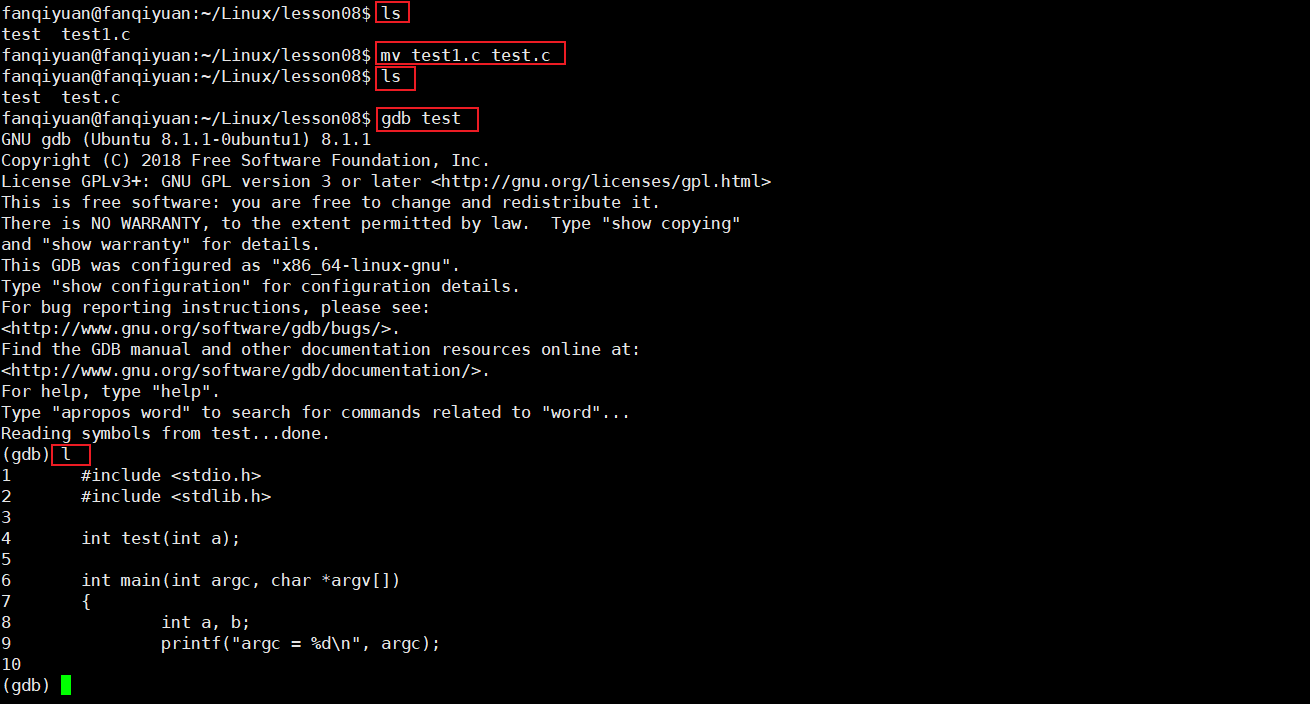 fanqiyuan@fanqiyuan:~/Linux/lesson08$ ls
test  test1.c
fanqiyuan@fanqiyuan:~/Linux/lesson08$ mv test1.c test.c
fanqiyuan@fanqiyuan:~/Linux/lesson08$ ls
test  test.c
fanqiyuan@fanqiyuan:~/Linux/lesson08$ gdb test
GNU gdb (Ubuntu 8.1.1-0ubuntu1) 8.1.1
Copyright (C) 2018 Free Software Foundation, Inc.
License GPLv3+: GNU GPL version 3 or later <http://gnu.org/licenses/gpl.html>
This is free software: you are free to change and redistribute it.
There is NO WARRANTY, to the extent permitted by law.  Type "show copying"
and "show warranty" for details.
This GDB was configured as "x86_64-linux-gnu".
Type "show configuration" for configuration details.
For bug reporting instructions, please see:
<http://www.gnu.org/software/gdb/bugs/>.
Find the GDB manual and other documentation resources online at:
<http://www.gnu.org/software/gdb/documentation/>.
For help, type "help".
Type "apropos word" to search for commands related to "word"...
Reading symbols from test...done.
(gdb) l
1       #include <stdio.h>
2       #include <stdlib.h>
3
4       int test(int a);
5
6       int main(int argc, char *argv[])
7       {
8               int a, b;
9               printf("argc = %d\n", argc);
10
(gdb)